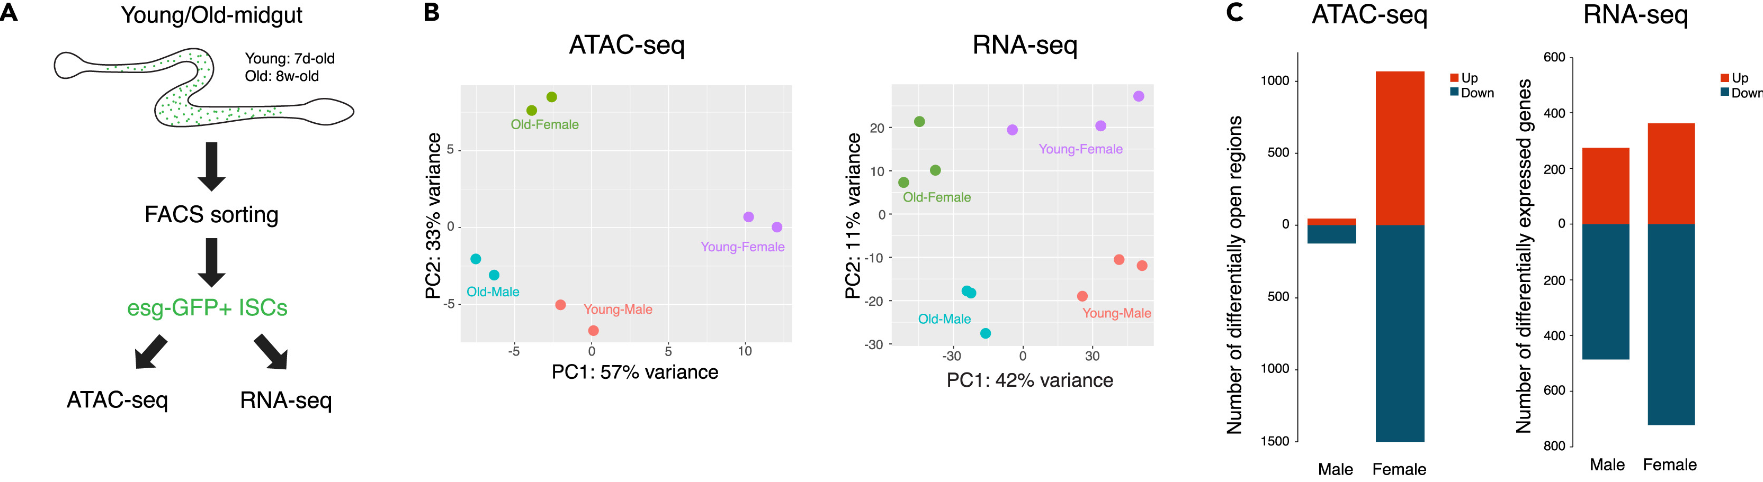 A
Young/Old-midgut
Young: 7d-old
Old: 8w-old
FACS sorting
esg-GFP+ ISCs
ATAC-seq
RNA-seq
B
ATAC-seq
PC2: 33% variance
5
0
-5
Old-Female
Young-Female
Old-Male
Young-Male
-5
0
5
10
PC1: 57% variance
RNA-seq
PC2: 11% variance
20
10
0
-10
-20
-30
Young-Female
Old-Female
Old-Male
Young-Male
-30
0
30
PC1: 42% variance
C
ATAC-seq
Number of differentially open regions
1000
500
0
500
1000
1500
Up
Down
Male
Female
RNA-seq
Number of differentially expressed genes
600
400
200
0
200
400
600
800
Up
Down
Male
Female